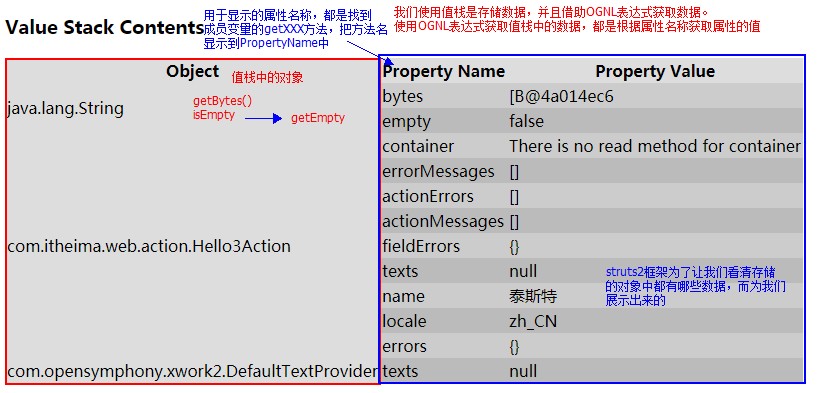 用于显示的属性名称，都是找到
成员变量的getXXX方法，把方法名
显示到PropertyName中
我们使用值栈是存储数据，并且借助OGNL表达式获取数据。
使用OGNL表达式获取值栈中的数据，都是根据属性名称获取属性的值
Value Stack Contents
Object 值栈中的对象 Property Name Property Value
java.lang.String
getBytes()
isEmpty getEmpty
bytes [B@4a014ec6
empty false
container There is no read method for container
errorMessages []
actionErrors []
actionMessages []
com.itheima.web.action.Hello3Action fieldErrors {}
texts null
name 泰斯特
locale zh_CN
errors {}
struts2框架为了让我们看清存储
的对象中都有哪些数据，而为我们
展示出来的
com.opensymphony.xwork2.DefaultTextProvider texts null